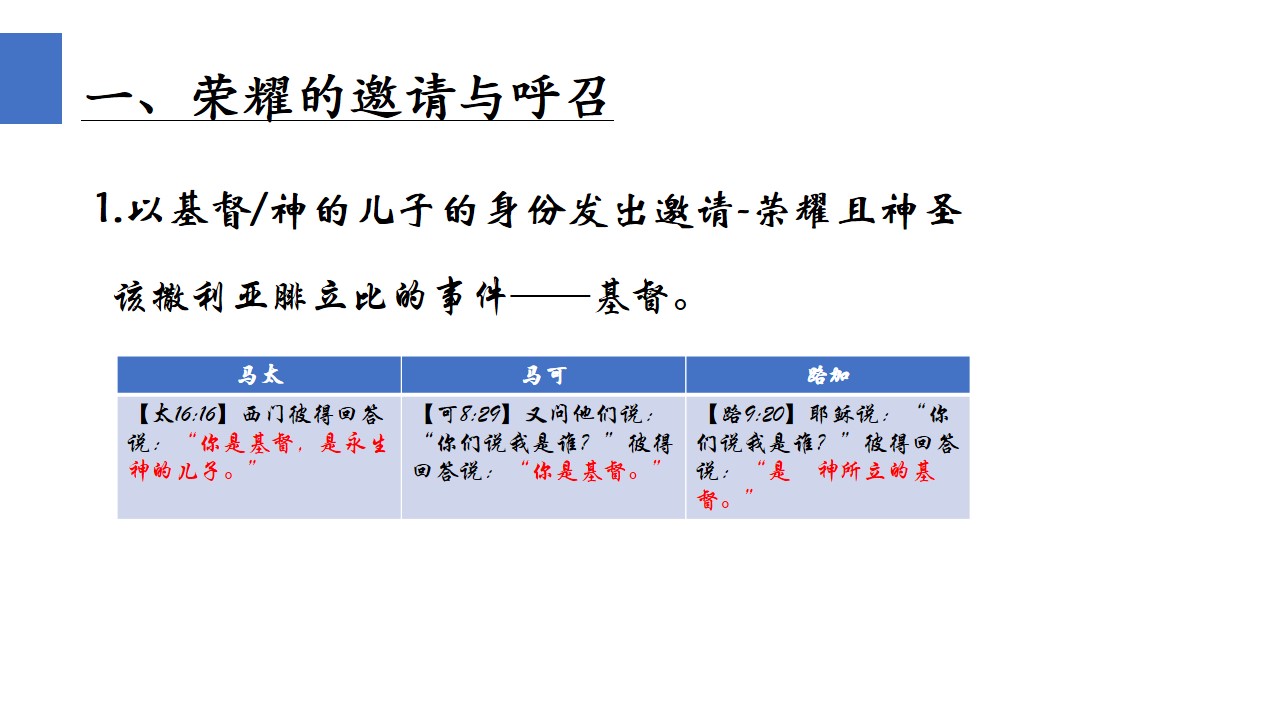 一、荣耀的邀请与呼召
1.以基督/神的儿子的身份发出邀请-荣耀且神圣
该撒利亚腓立比的事件——基督。
马太
马可
路加
【太16:16】西门彼得回答
说：“你是基督，是永生
神的儿子。”
【可8:29】又问他们说：
“你们说我是谁？”彼得
回答说：“你是基督。”
【路9:20】耶稣说：“你
们说我是谁？”彼得回答
说：“是　神所立的基
督。”